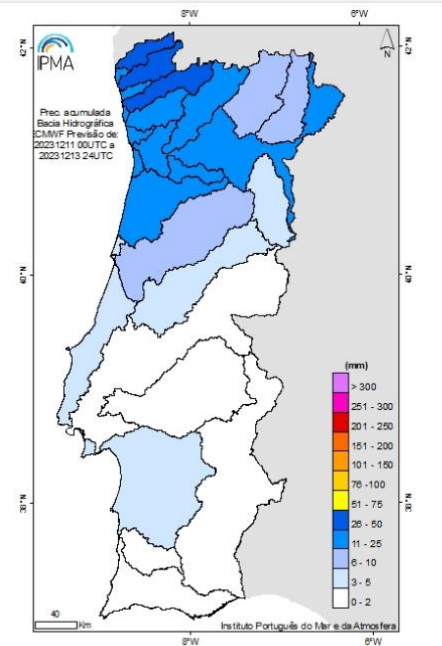 8°W
6°W
42°N
42°N
IPMA
N
Prec. acumulada
Bacia Hidrográfica
ECMWF Previsão de:
20231211 00UTC a
20231213 24UTC
40°N
40°N
(mm)
> 300
251 - 300
201 - 250
151 - 200
101 - 150
76 -100
51 - 75
26 - 50
11 - 25
6 - 10
3 - 5
0 - 2
38°N
38°N
40
Km
Instituto Português do Mar e da Atmosfera
8°W
6°W